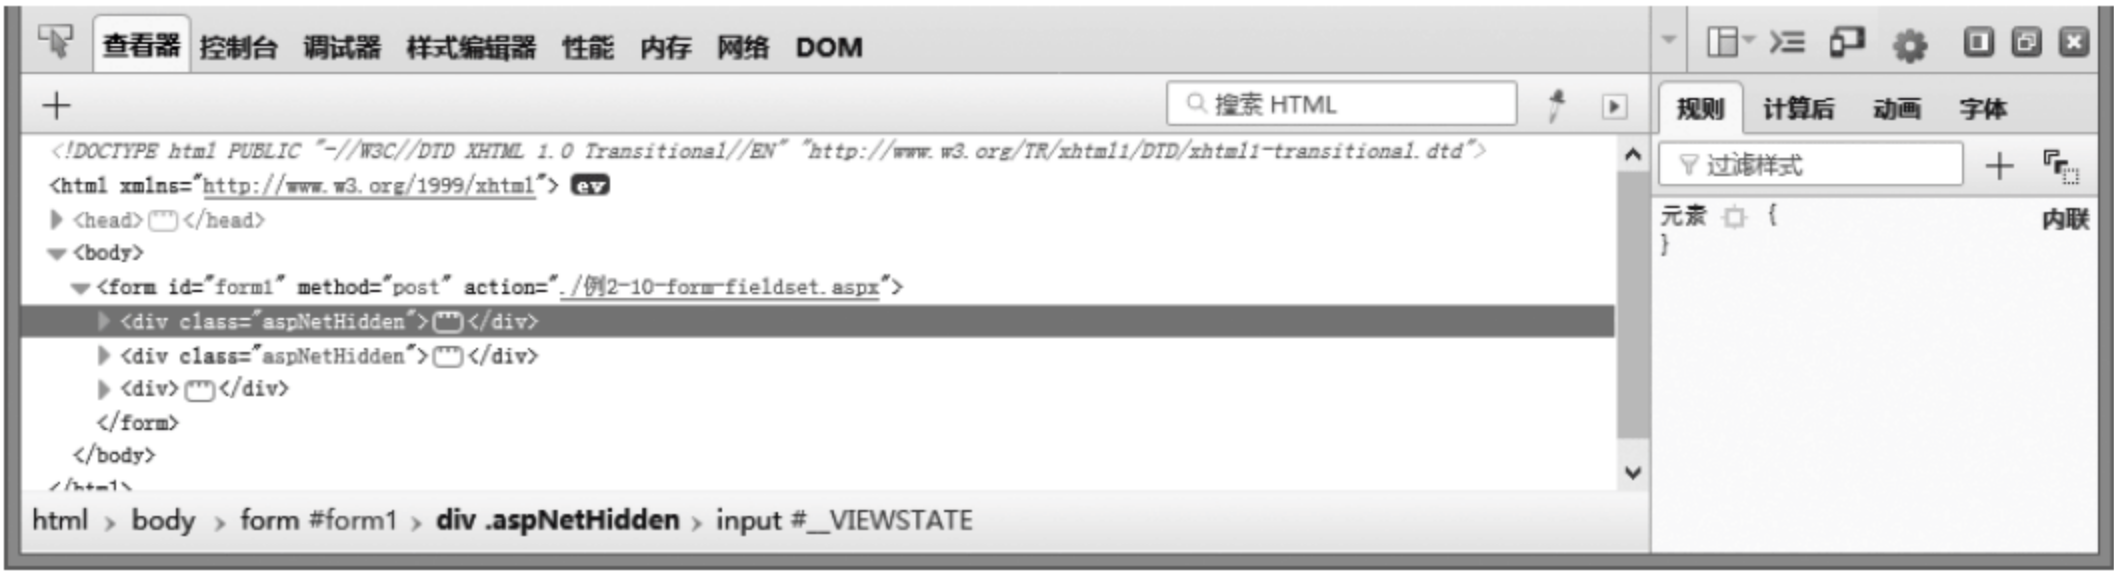 查看器 控制台 调试器 样式编辑器 性能 内存 网络 DOM
搜索 HTML
<!DOCTYPE html PUBLIC "-//W3C//DTD XHTML 1.0 Transitional//EN" "http://www.w3.org/TR/xhtml1/DTD/xhtml1-transitional.dtd">
<html xmlns="http://www.w3.org/1999/xhtml"> ev
<head></head>
<body>
<form id="form1" method="post" action="./例2-10-form-fieldset.aspx">
<div class="aspNetHidden"></div>
<div class="aspNetHidden"></div>
<div></div>
</form>
</body>
</html>
html > body > form #form1 > div .aspNetHidden > input #__VIEWSTATE
规则 计算后 动画 字体
过滤样式
元素 { 内联
}